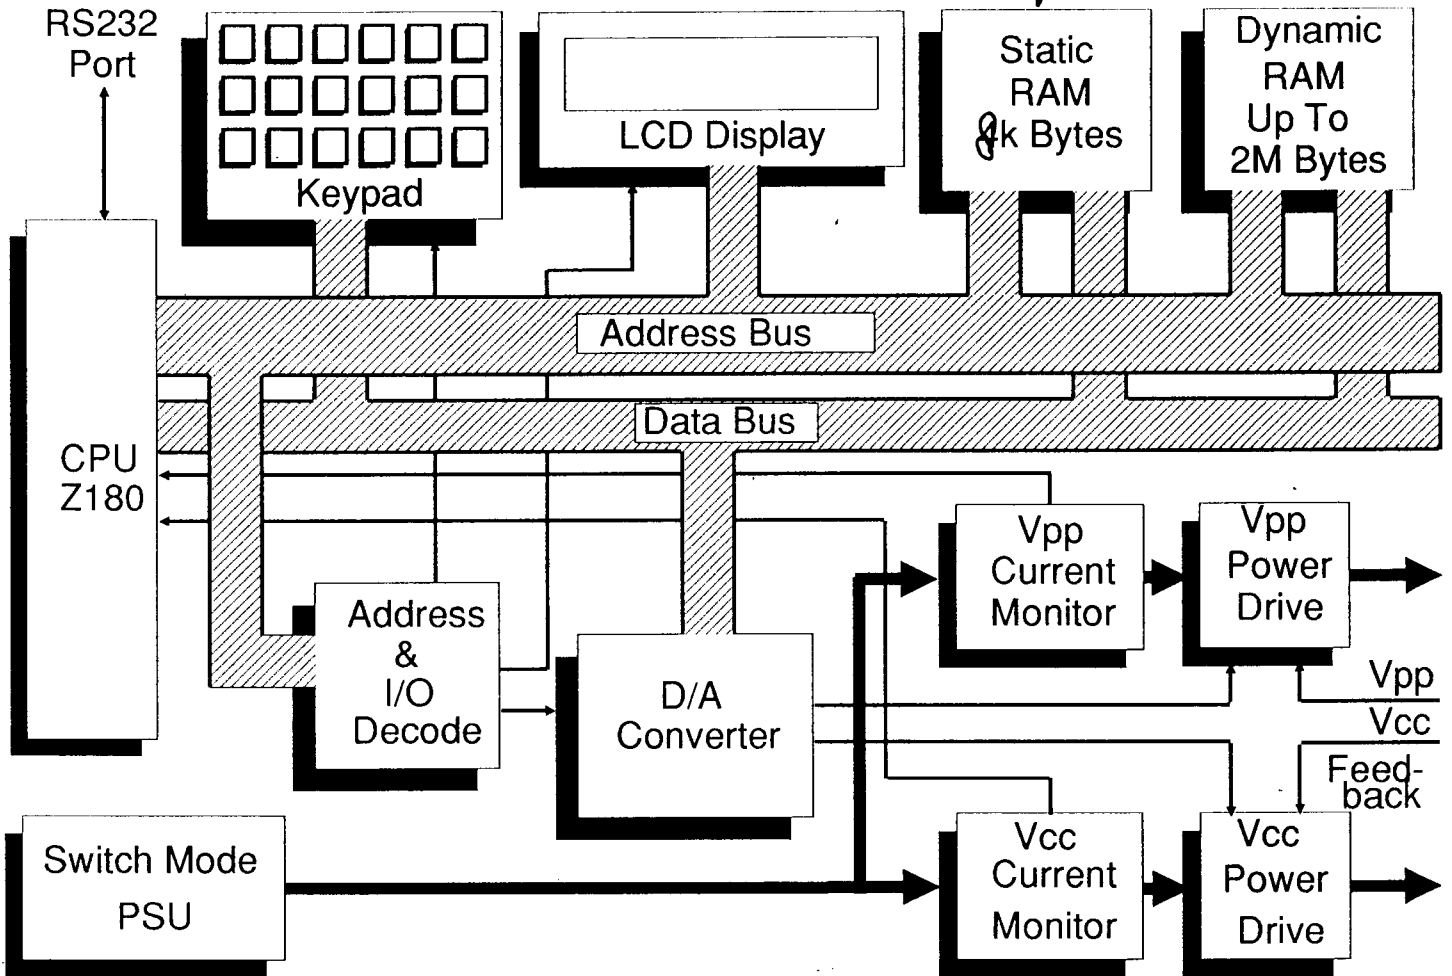 RS232
Port
Keypad
LCD Display
Static
RAM
8k Bytes
Dynamic
RAM
Up To
2M Bytes
Address Bus
Data Bus
CPU
Z180
Address
&
I/O
Decode
D/A
Converter
Vpp
Current
Monitor
Vpp
Power
Drive
Vpp
Vcc
Feed-
back
Switch Mode
PSU
Vcc
Current
Monitor
Vcc
Power
Drive